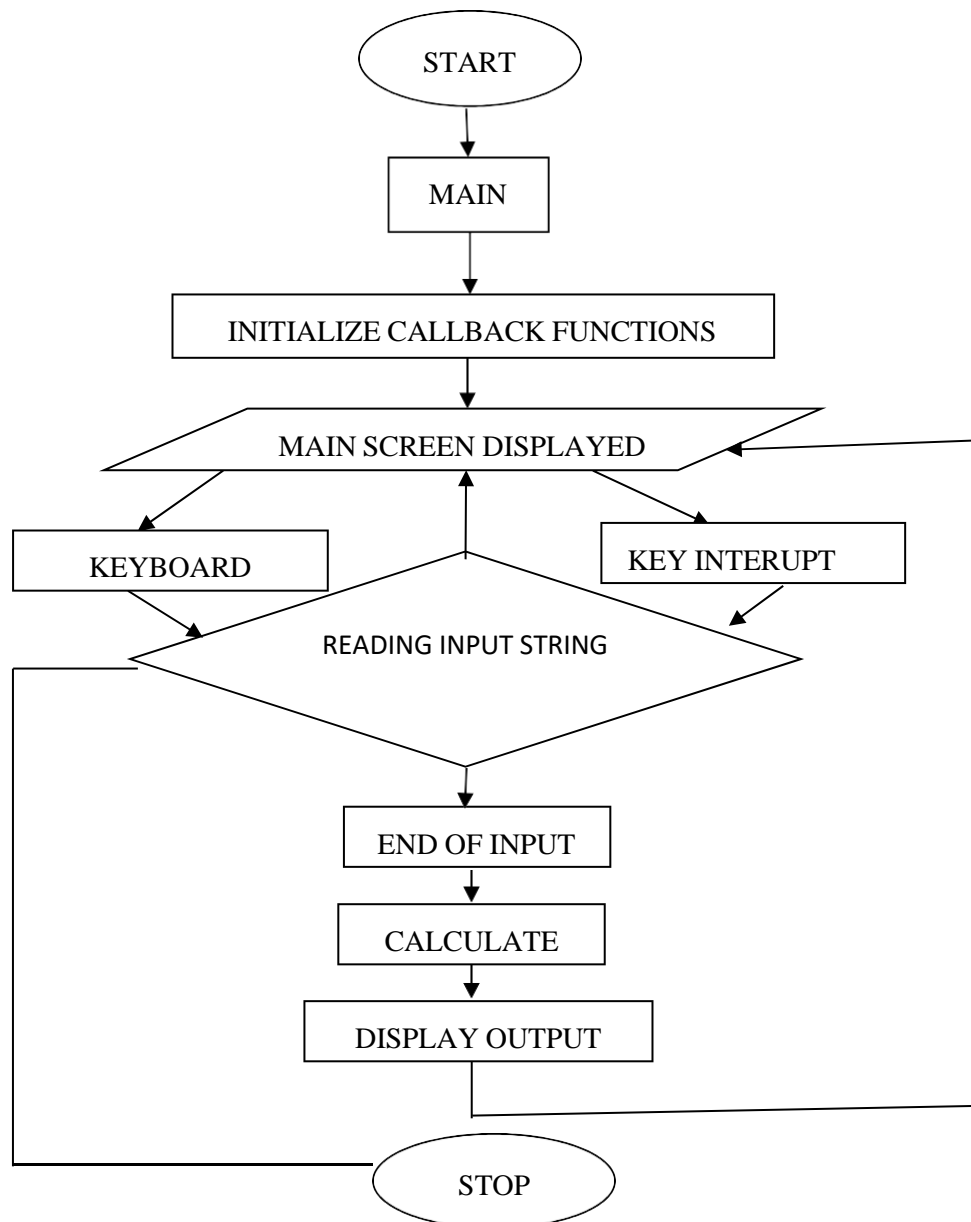 START
MAIN
INITIALIZE CALLBACK FUNCTIONS
MAIN SCREEN DISPLAYED
KEYBOARD
KEY INTERUPT
READING INPUT STRING
END OF INPUT
CALCULATE
DISPLAY OUTPUT
STOP